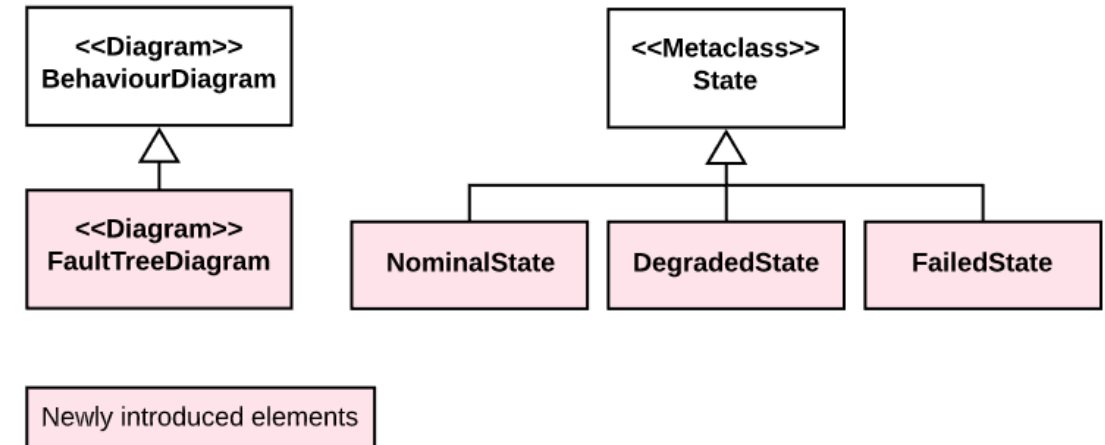 <<Diagram>>
BehaviourDiagram
<<Metaclass>>
State
<<Diagram>>
FaultTreeDiagram
NominalState
DegradedState
FailedState
Newly introduced elements